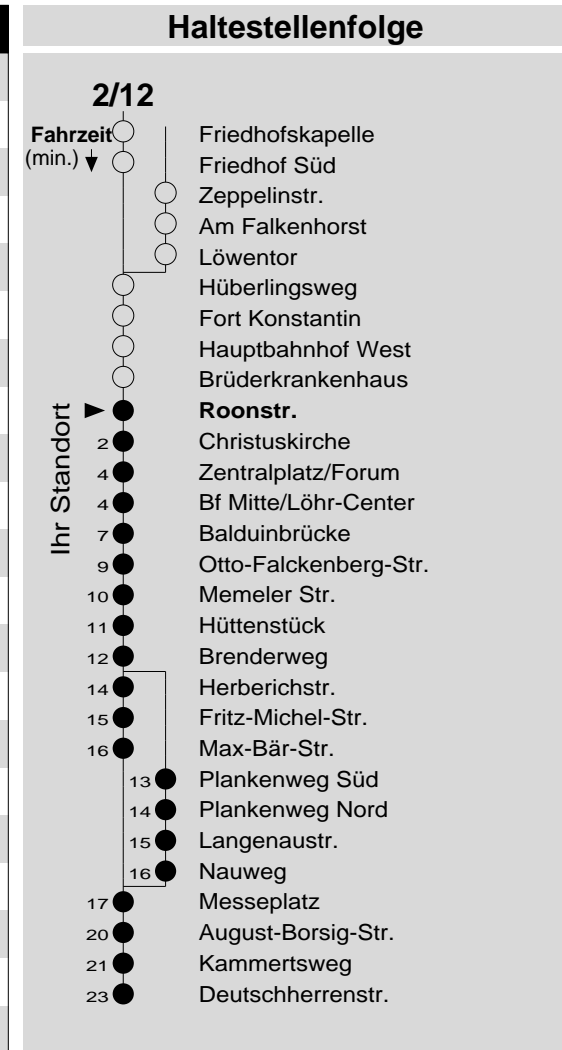 Haltestellenfolge
2/12
Fahrzeit
(min.)
Friedhofskapelle
Friedhof Süd
Zeppelinstr.
Am Falkenhorst
Löwentor
Hüberlingsweg
Fort Konstantin
Hauptbahnhof West
Brüderkrankenhaus
Ihr Standort
Roonstr.
2 Christuskirche
4 Zentralplatz/Forum
4 Bf Mitte/Löhr-Center
7 Balduinbrücke
9 Otto-Falckenberg-Str.
10 Memeler Str.
11 Hüttenstück
12 Brenderweg
14 Herberichstr.
15 Fritz-Michel-Str.
16 Max-Bär-Str.
13 Plankenweg Süd
14 Plankenweg Nord
15 Langenaustr.
16 Nauweg
17 Messeplatz
20 August-Borsig-Str.
21 Kammertsweg
23 Deutschherrenstr.